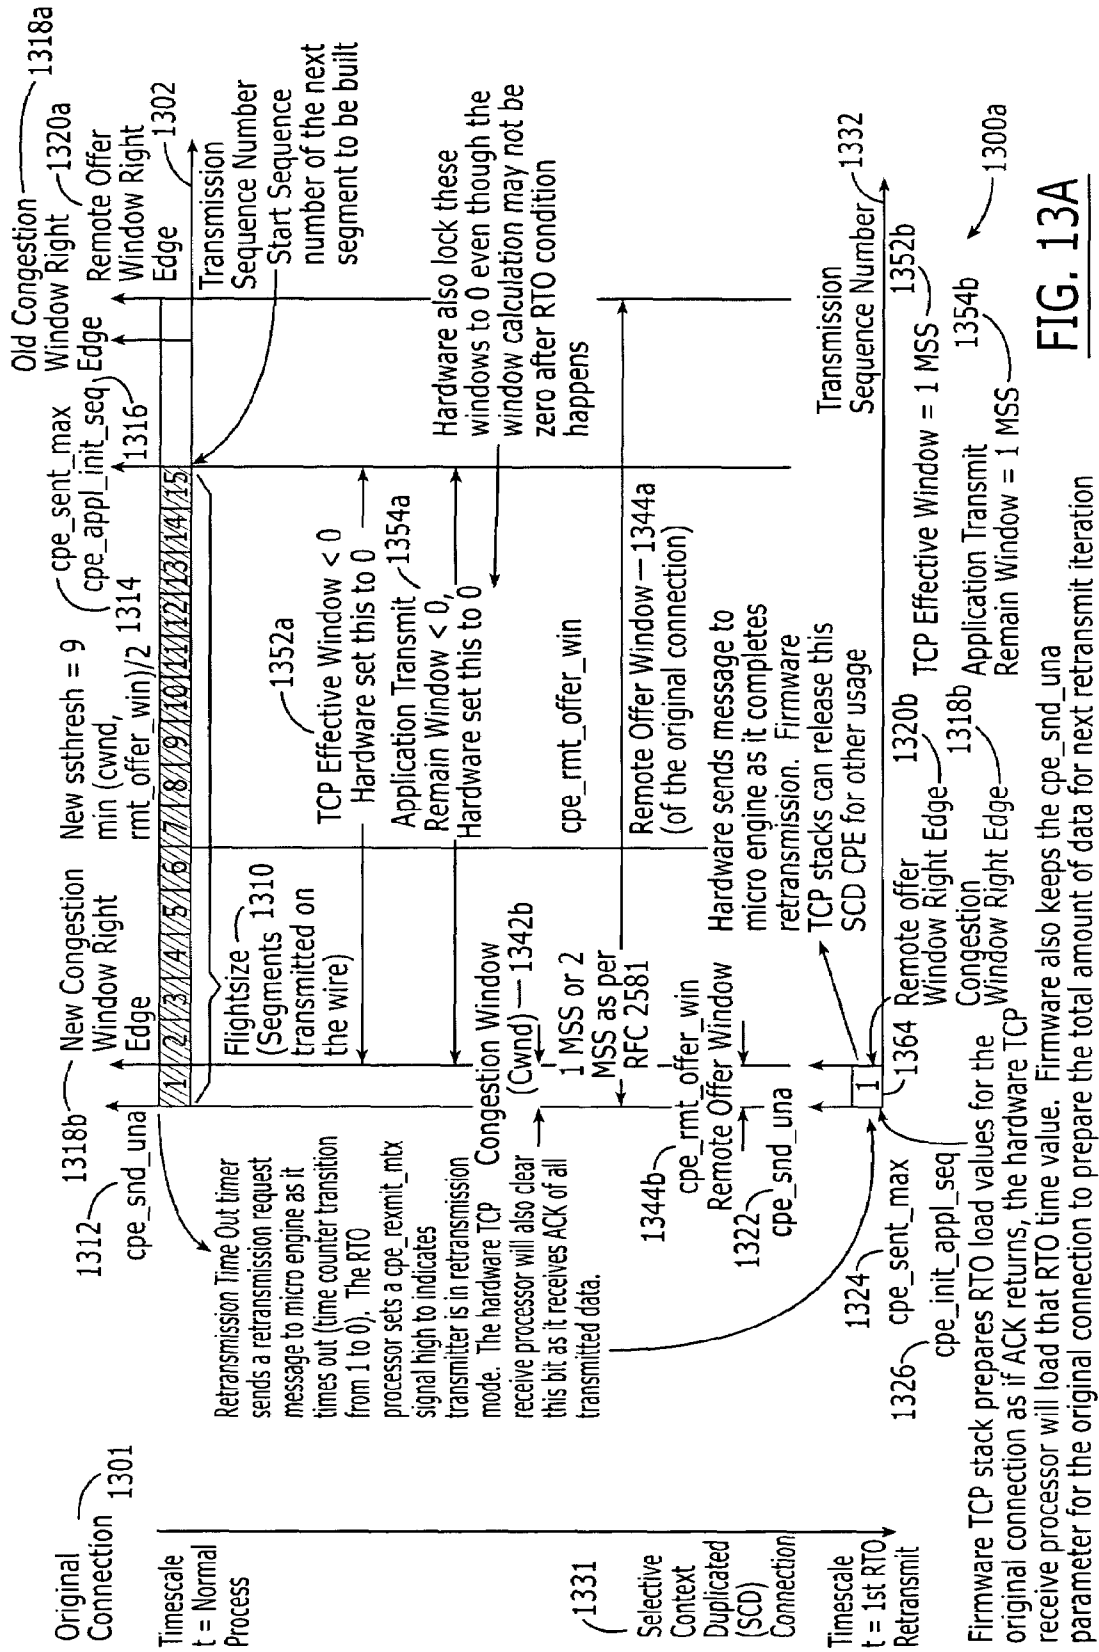 Original
Connection
1301
Timescale
t = Normal
Process
1318b
New Congestion
Window Right
Edge
1312
cpe_snd_una
New ssthresh = 9
min (cwnd,
rmt_offer_win)/2
1314
cpe_sent_max
cpe_appl_init_seq
1316
Old Congestion
Window Right
Edge
1318a
1320a
Remote Offer
Window Right
Edge
1302
1 2 3 4 5 6 7 8 9 10 11 12 13 14 15
Transmission
Sequence Number
Start Sequence
number of the next
segment to be built
Flightsize 1310
(Segments
transmitted on
the wire)
Retransmission Time Out timer
sends a retransmission request
message to micro engine as it
times out (time counter transition
from 1 to 0). The RTO
processor sets a cpe_rexmit_mtx
signal high to indicates
transmitter is in retransmission
mode. The hardware TCP
receive processor will also clear
this bit as it receives ACK of all
transmitted data.
1352a
TCP Effective Window < 0
Hardware set this to 0
Application Transmit
1354a
Remain Window < 0,
Hardware set this to 0
Hardware also lock these
windows to 0 even though the
window calculation may not be
zero after RTO condition
happens
Congestion Window
(Cwnd)
1342b
1 MSS or 2
MSS as per
RFC 2581
cpe_rmt_offer_win
Remote Offer Window
1344a
(of the original connection)
1344b
cpe_rmt_offer_win
Remote Offer Window
1322
cpe_snd_una
Hardware sends message to
micro engine as it completes
retransmission. Firmware
TCP stacks can release this
SCD CPE for other usage
Transmission
Sequence Number
1332
1331
Selective
Context
Duplicated
(SCD)
Connection
Timescale
t = 1st RTO
Retransmit
1
1324
cpe_sent_max
1326
cpe_init_appl_seq
1364
Remote offer
Window Right Edge
1320b
Congestion
Window Right Edge
1318b
TCP Effective Window = 1 MSS
1352b
Application Transmit
Remain Window = 1 MSS
1354b
1300a
Firmware TCP stack prepares RTO load values for the
original connection as if ACK returns, the hardware TCP
receive processor will load that RTO time value. Firmware also keeps the cpe_snd_una
parameter for the original connection to prepare the total amount of data for next retransmit iteration
FIG. 13A